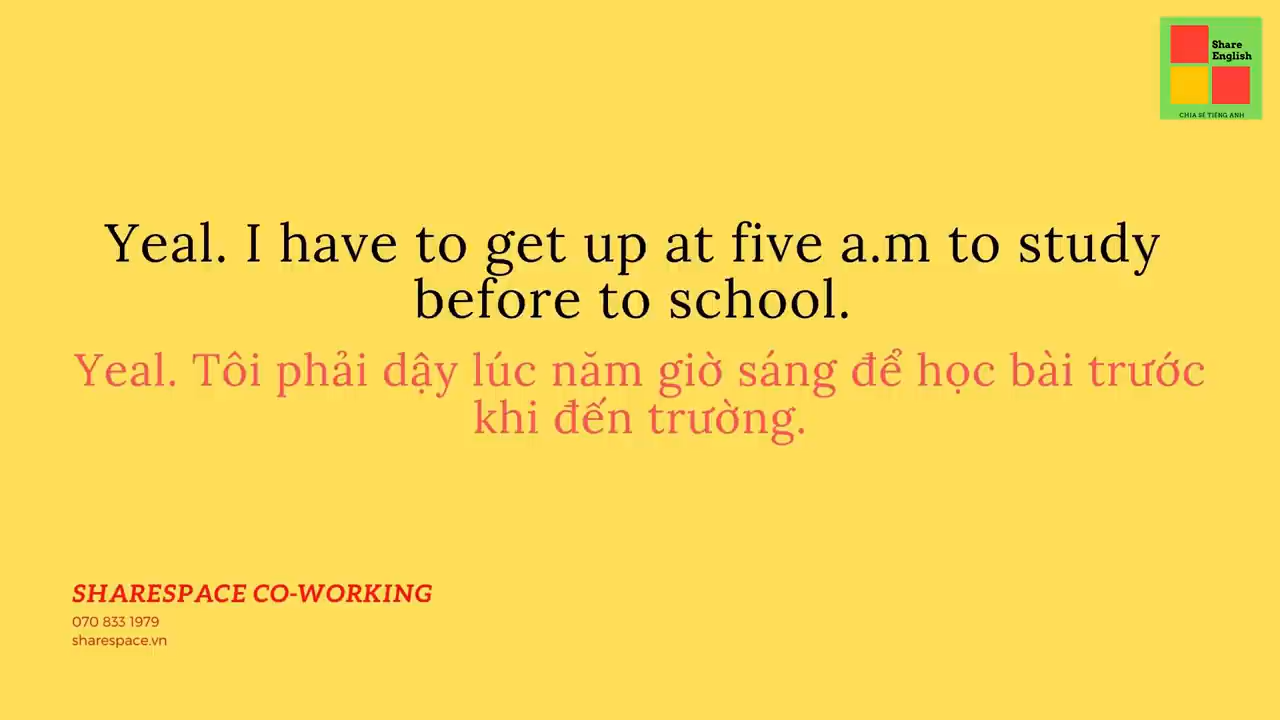 Share
English
CHIA SẺ TIẾNG ANH
Yeal. I have to get up at five a.m to study
before to school.
Yeal. Tôi phải dậy lúc năm giờ sáng để học bài trước
khi đến trường.
SHARESPACE CO-WORKING
070 833 1979
sharespace.vn